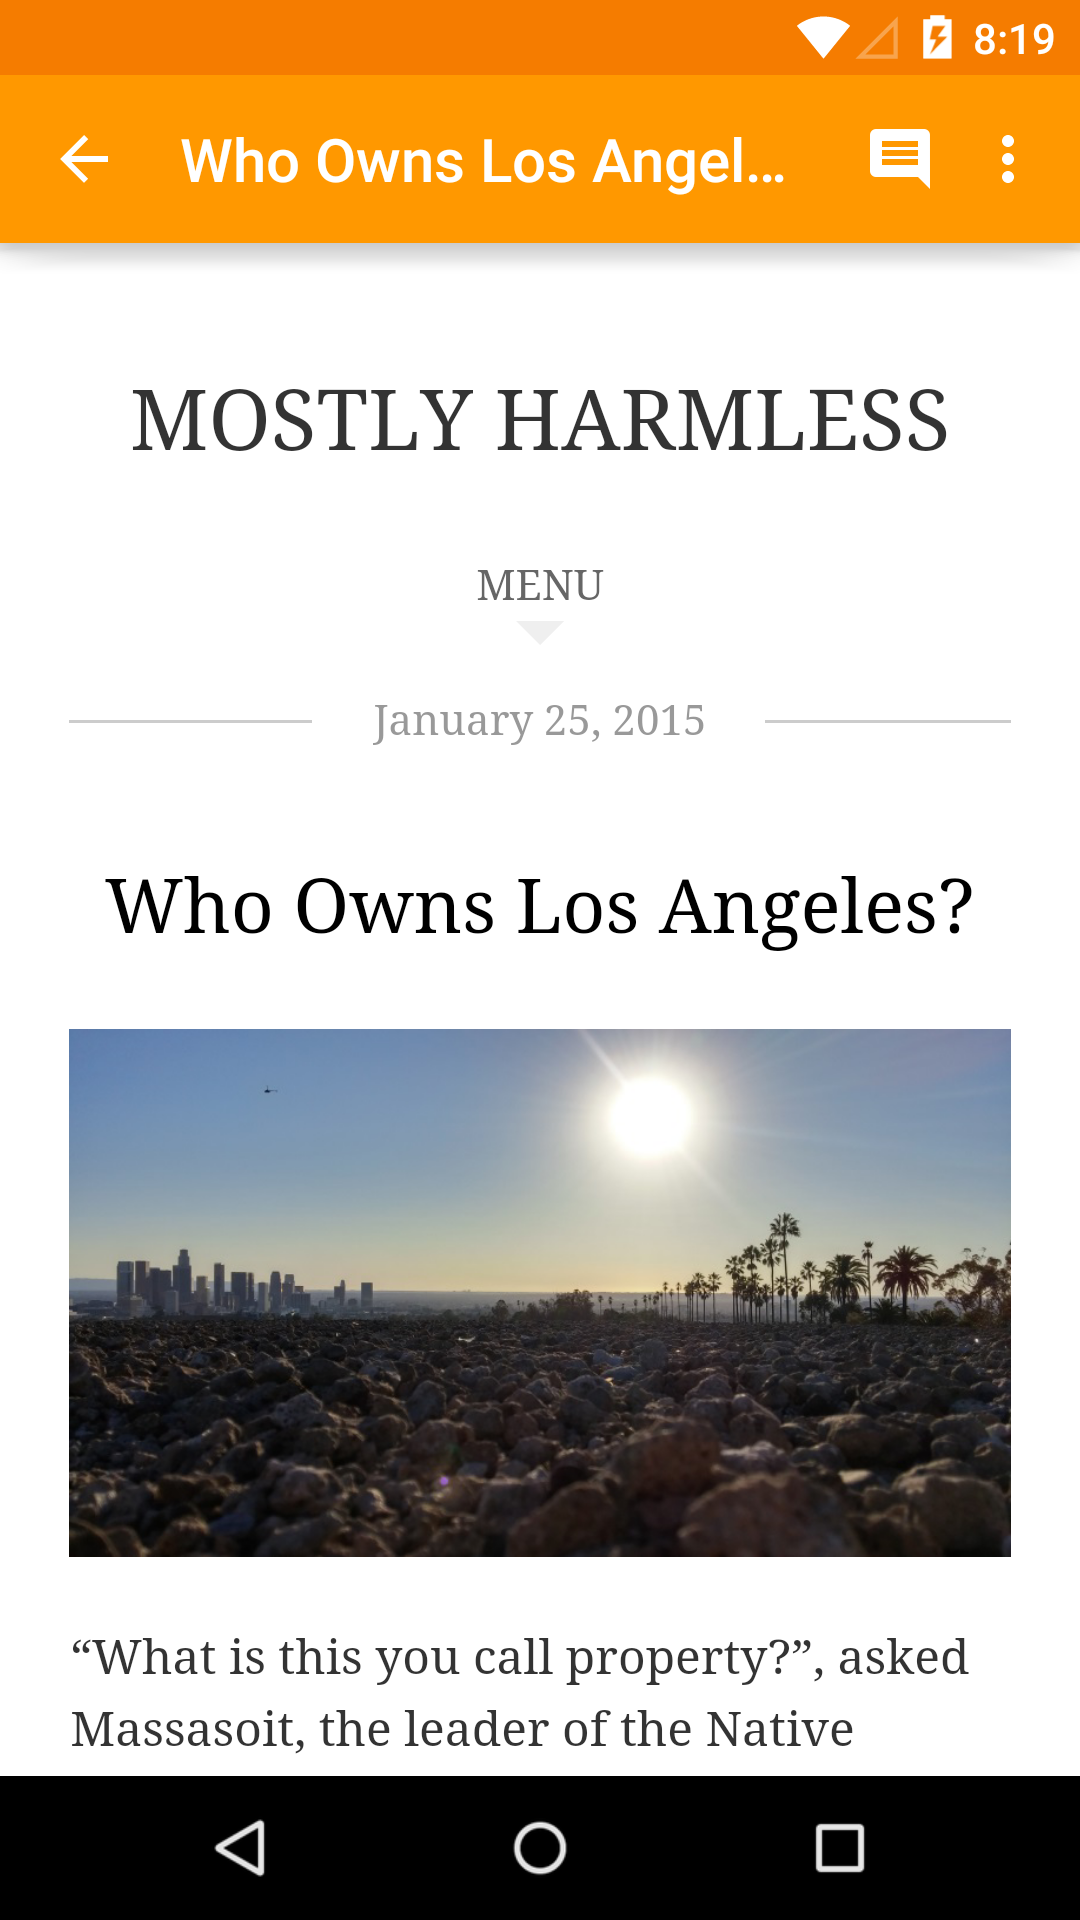 8:19
Who Owns Los Angel...
MOSTLY HARMLESS
MENU
January 25, 2015
Who Owns Los Angeles?
“What is this you call property?”, asked
Massasoit, the leader of the Native